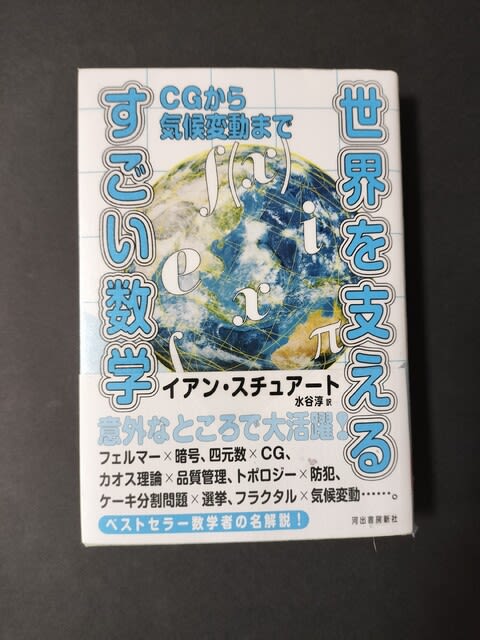 世界を支える
すごい数学
CGから
気候変動まで
f(x)
i
e
x
π
∫
イアン・スチュアート
水谷淳 訳
意外なところで大活躍!
フェルマー×暗号、四元数×CG、
カオス理論×品質管理、トポロジー×防犯、
ケーキ分割問題×選挙、フラクタル×気候変動……。
ベストセラー数学者の名解説!
河出書房新社